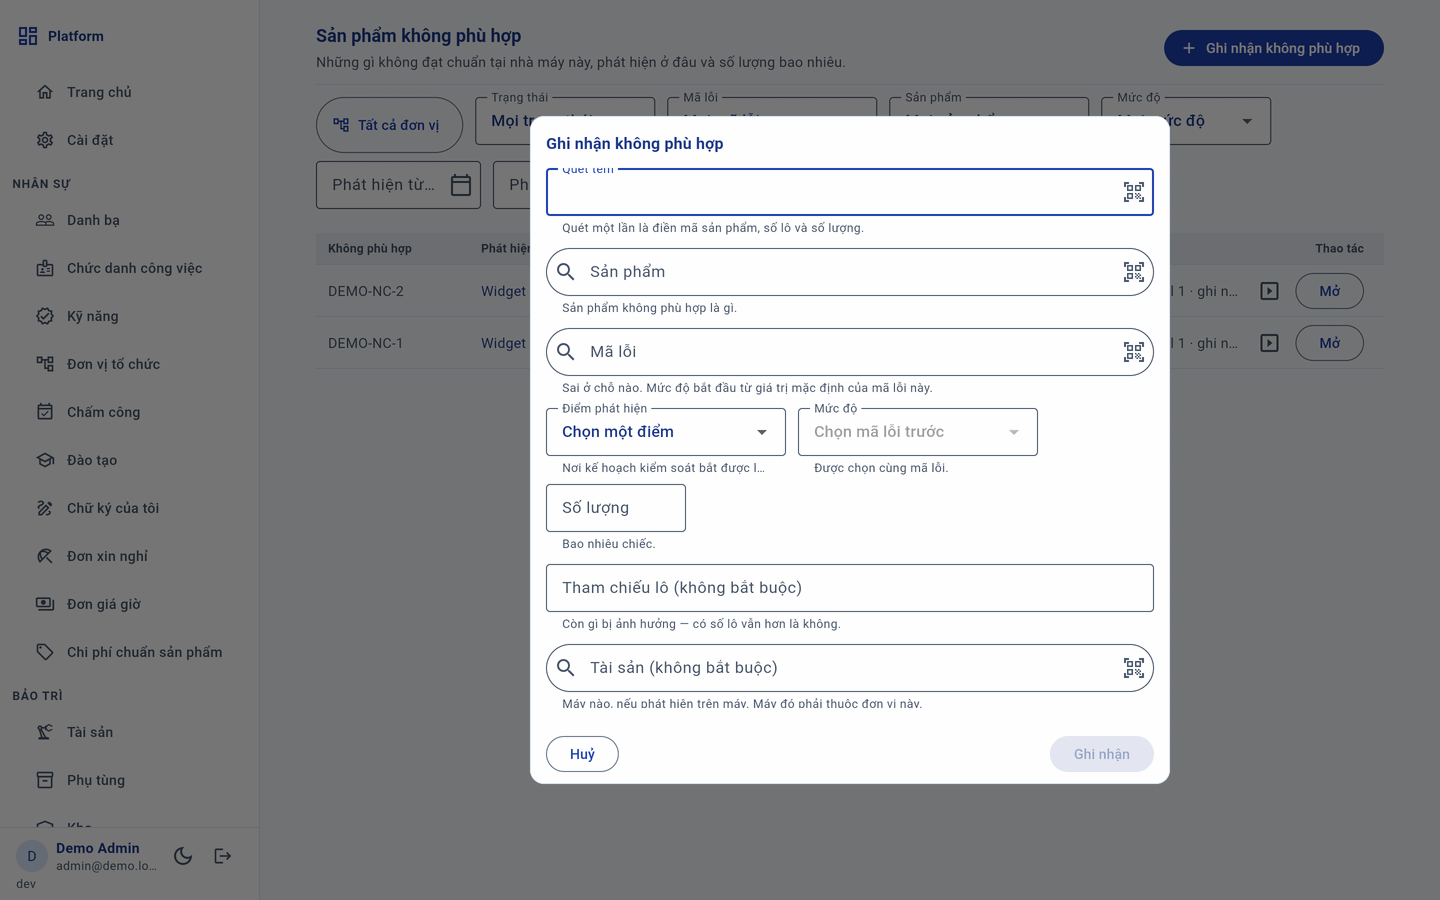 Platform
Trang chủ
Cài đặt
NHÂN SỰ
Danh bạ
Chức danh công việc
Kỹ năng
Đơn vị tổ chức
Chấm công
Đào tạo
Chữ ký của tôi
Đơn xin nghỉ
Đơn giá giờ
Chi phí chuẩn sản phẩm
BẢO TRÌ
Tài sản
Phụ tùng
D
Demo Admin
admin@demo.lo...
dev
Sản phẩm không phù hợp
Những gì không đạt chuẩn tại nhà máy này, phát hiện ở đâu và số lượng bao nhiêu.
Ghi nhận không phù hợp
Tất cả đơn vị
Trạng thái
Mã lỗi
Sản phẩm
Mức độ
Phát hiện từ...
Không phù hợp
Phát hiện
Thao tác
DEMO-NC-2
Widget
1 · ghi n...
Mở
DEMO-NC-1
Widget
1 · ghi n...
Mở
Ghi nhận không phù hợp
Quét tem
Quét một lần là điền mã sản phẩm, số lô và số lượng.
Sản phẩm
Sản phẩm không phù hợp là gì.
Mã lỗi
Sai ở chỗ nào. Mức độ bắt đầu từ giá trị mặc định của mã lỗi này.
Điểm phát hiện
Chọn một điểm
Nơi kế hoạch kiểm soát bắt được l...
Mức độ
Chọn mã lỗi trước
Được chọn cùng mã lỗi.
Số lượng
Bao nhiêu chiếc.
Tham chiếu lô (không bắt buộc)
Còn gì bị ảnh hưởng — có số lô vẫn hơn là không.
Tài sản (không bắt buộc)
Máy nào, nếu phát hiện trên máy. Máy đó phải thuộc đơn vị này.
Huỷ
Ghi nhận